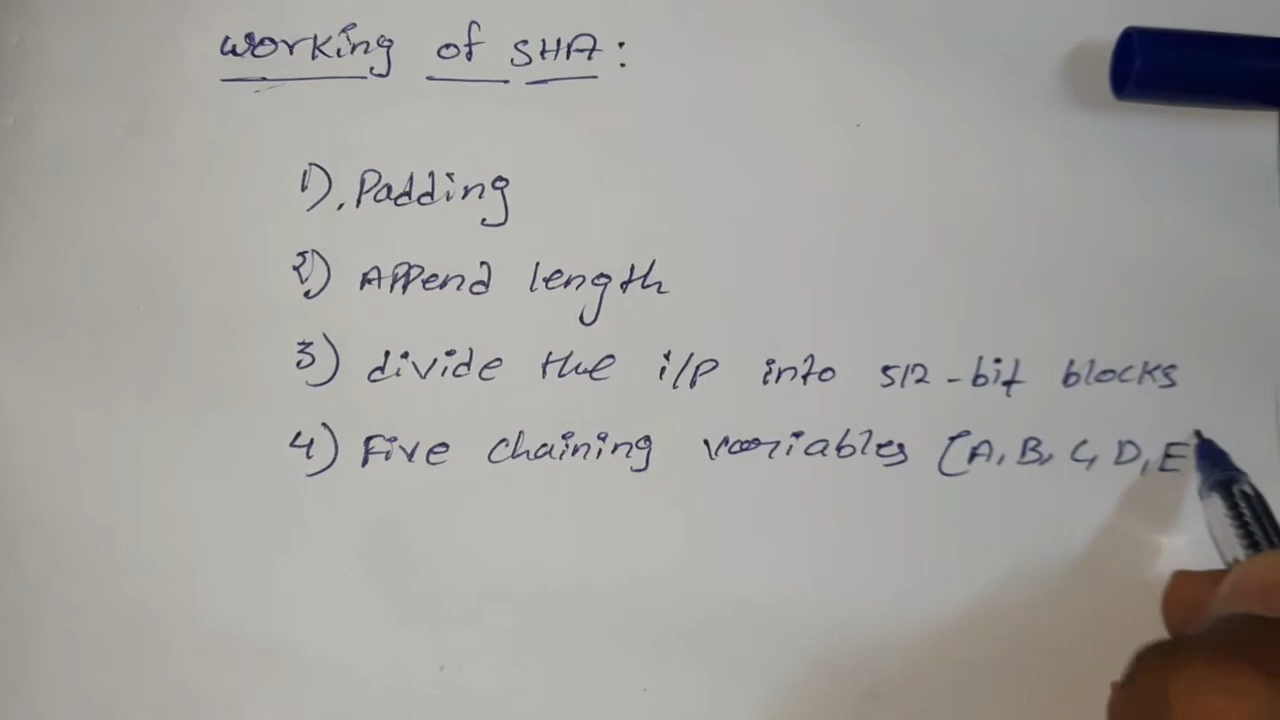 working of SHA:
1). Padding
2) Append length
3) divide the i/p into 512-bit blocks
4) Five chaining variables [A, B, C, D, E